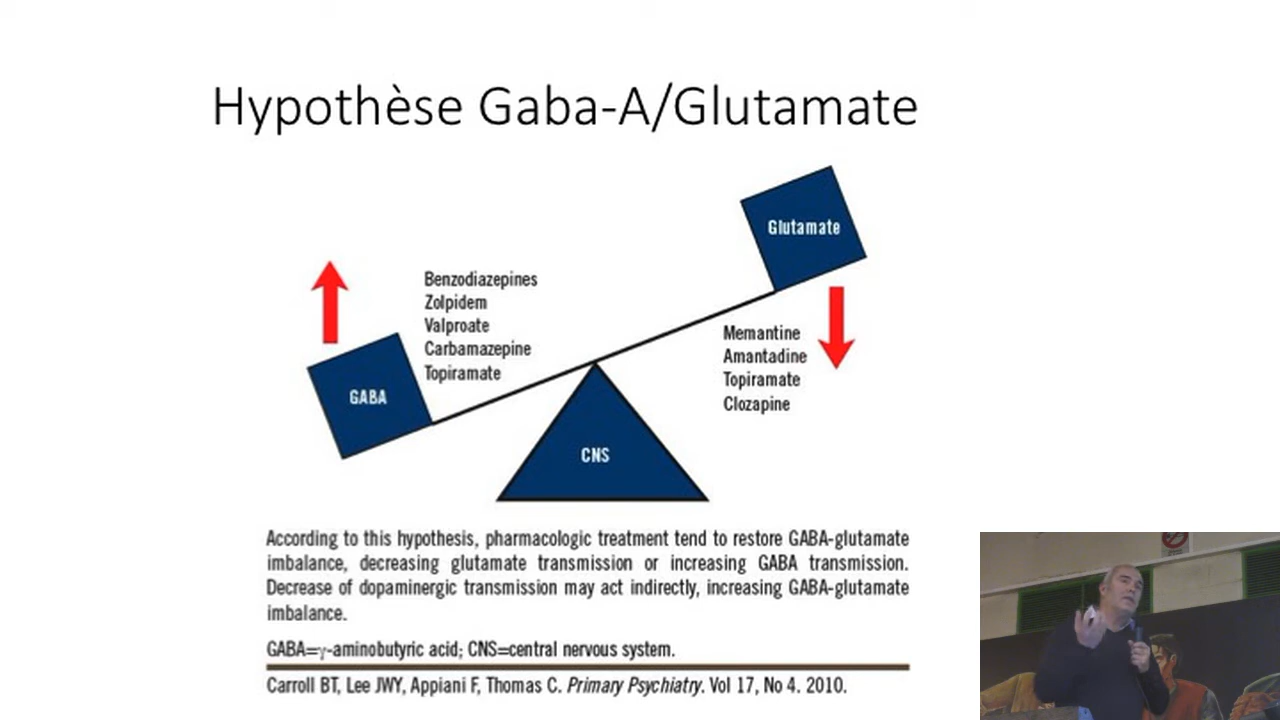 Hypothèse Gaba-A/Glutamate
Glutamate
Benzodiazepines
Zolpidem
Valproate
Carbamazepine
Topiramate
GABA
Memantine
Amantadine
Topiramate
Clozapine
CNS
According to this hypothesis, pharmacologic treatment tend to restore GABA-glutamate
imbalance, decreasing glutamate transmission or increasing GABA transmission.
Decrease of dopaminergic transmission may act indirectly, increasing GABA-glutamate
imbalance.
GABA=γ-aminobutyric acid; CNS=central nervous system.
Carroll BT, Lee JWY, Appiani F, Thomas C. Primary Psychiatry. Vol 17, No 4. 2010.